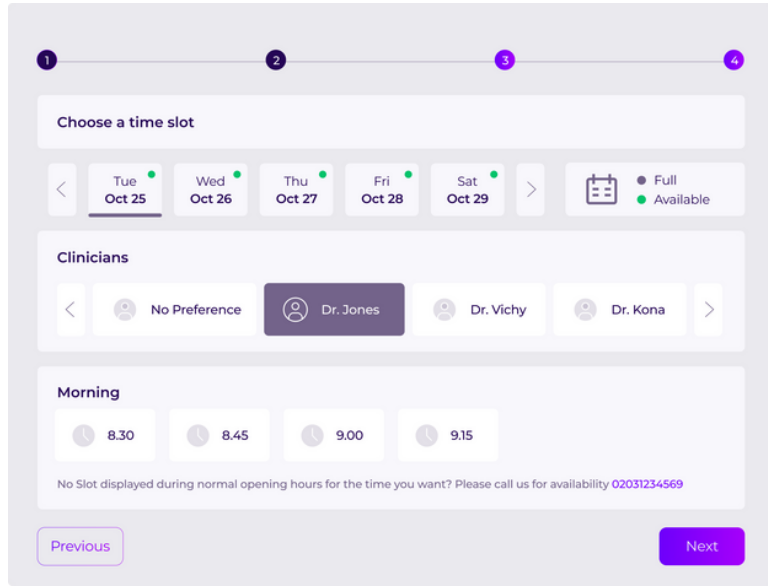 1 2 3 4
Choose a time slot
Tue Wed Thu Fri Sat Full
Oct 25 Oct 26 Oct 27 Oct 28 Oct 29 Available
Clinicians
No Preference Dr. Jones Dr. Vichy Dr. Kona
Morning
8.30 8.45 9.00 9.15
No Slot displayed during normal opening hours for the time you want? Please call us for availability 02031234569
Previous Next